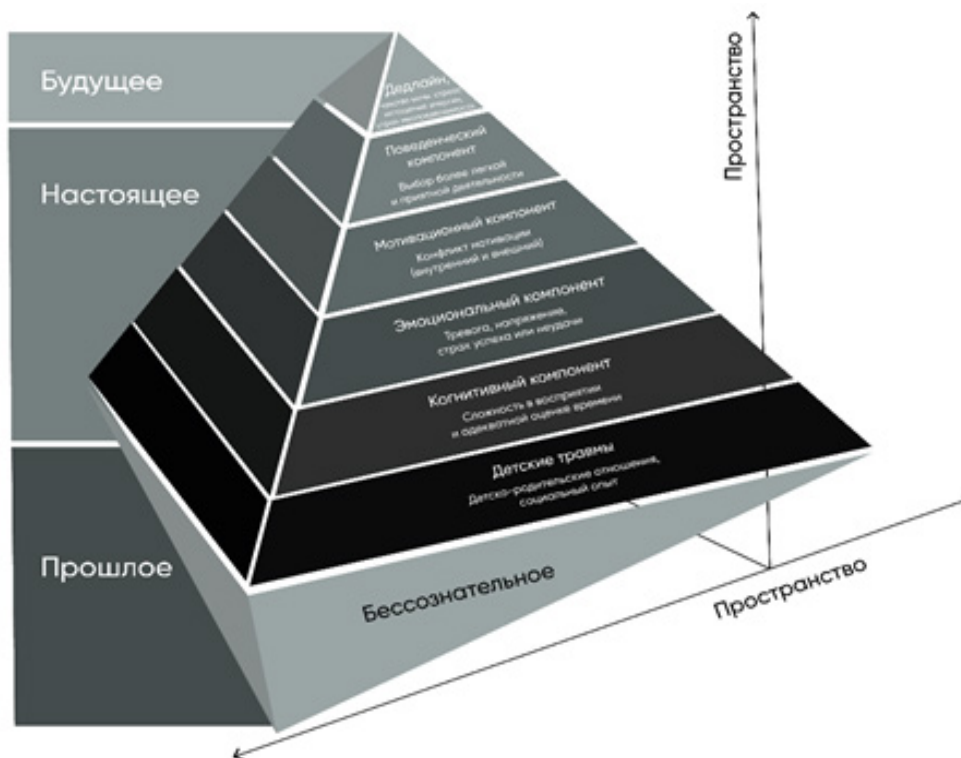 Будущее
Настоящее
Прошлое
Дедлайн,
Поведенческий
компонент
Выбор более легкой
и приятной деятельности
Мотивационный компонент
Конфликт мотивации
(внутренний и внешний)
Эмоциональный компонент
Тревога, напряжение,
страх успеха или неудачи
Когнитивный компонент
Сложность в восприятии
и адекватной оценке времени
Детские травмы
Детско-родительские отношения,
социальный опыт
Бессознательное
Пространство
Пространство